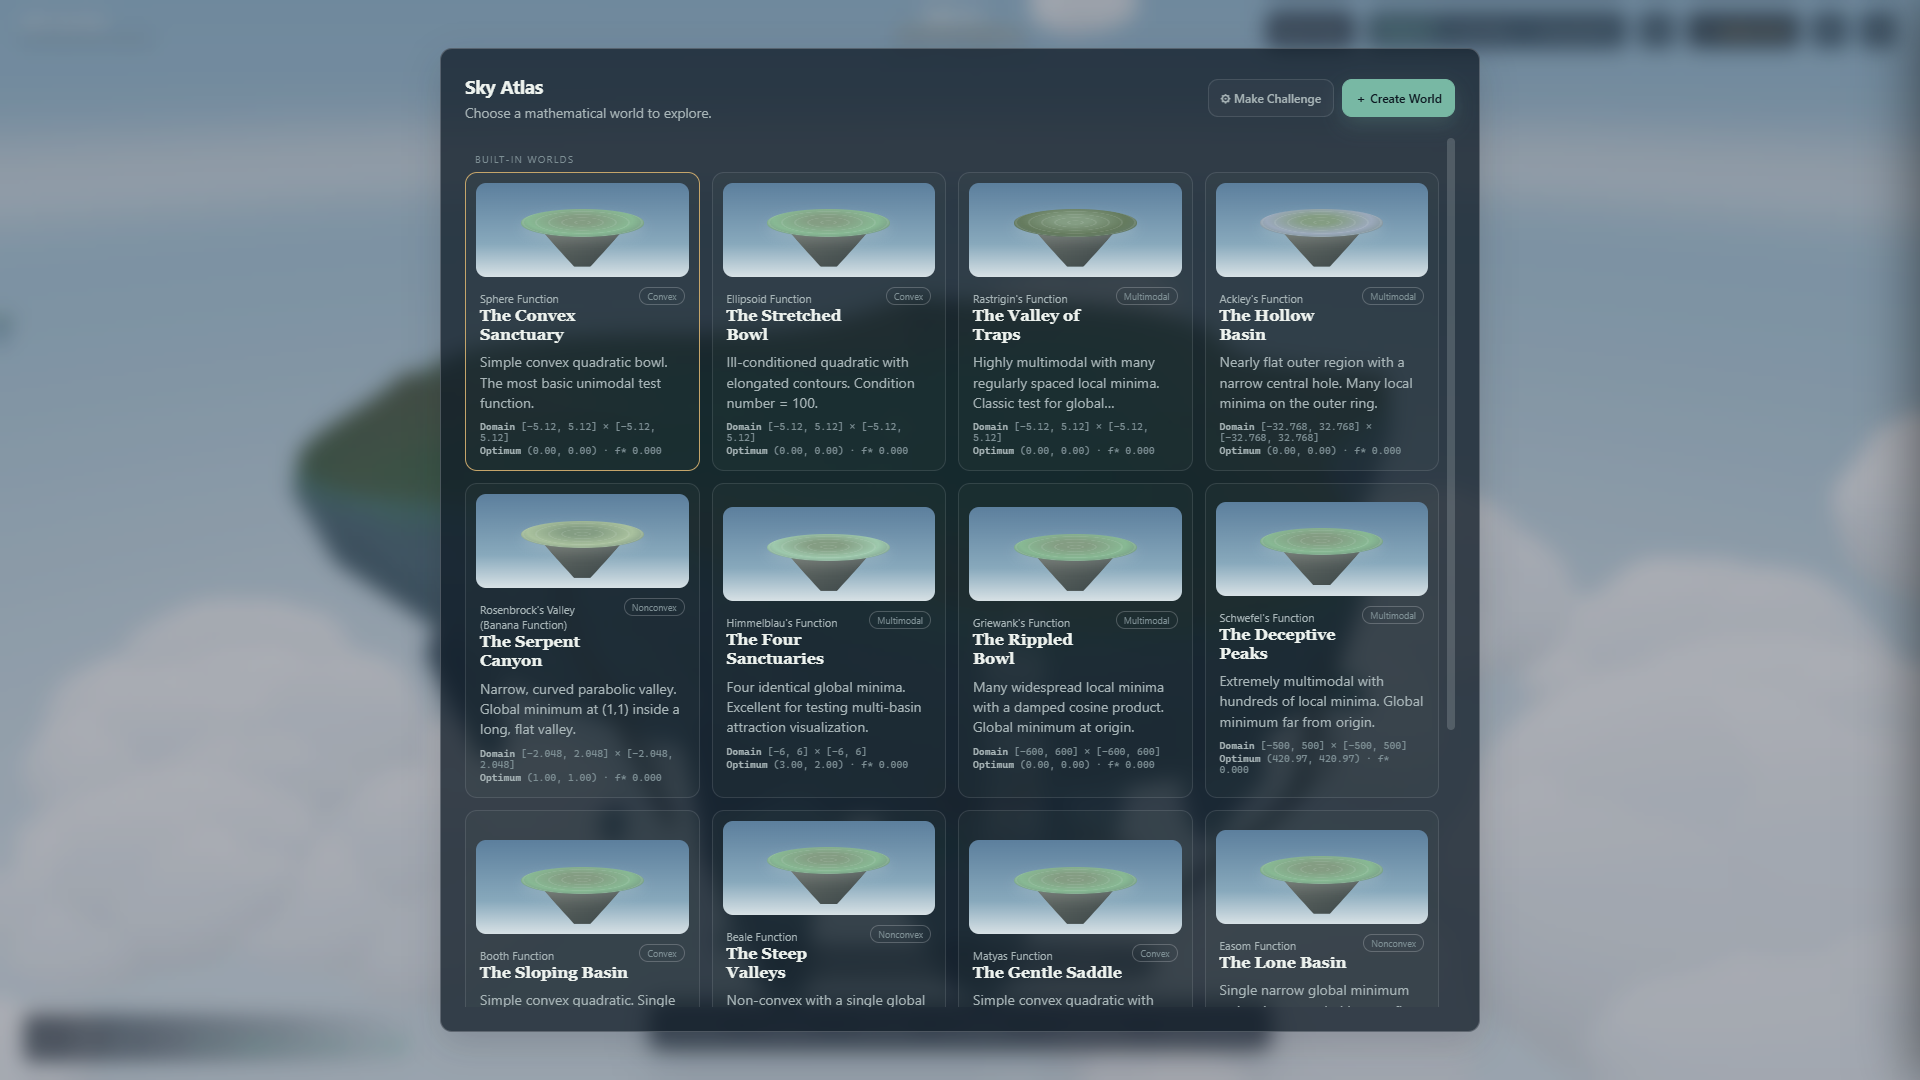 Sky Atlas
Choose a mathematical world to explore.
⚙ Make Challenge
+ Create World
BUILT-IN WORLDS
Sphere Function
Convex
The Convex
Sanctuary
Simple convex quadratic bowl.
The most basic unimodal test
function.
Domain [−5.12, 5.12] × [−5.12,
5.12]
Optimum (0.00, 0.00) · f* 0.000
Ellipsoid Function
Convex
The Stretched
Bowl
Ill-conditioned quadratic with
elongated contours. Condition
number = 100.
Domain [−5.12, 5.12] × [−5.12,
5.12]
Optimum (0.00, 0.00) · f* 0.000
Rastrigin's Function
Multimodal
The Valley of
Traps
Highly multimodal with many
regularly spaced local minima.
Classic test for global...
Domain [−5.12, 5.12] × [−5.12,
5.12]
Optimum (0.00, 0.00) · f* 0.000
Ackley's Function
Multimodal
The Hollow
Basin
Nearly flat outer region with a
narrow central hole. Many local
minima on the outer ring.
Domain [−32.768, 32.768] ×
[−32.768, 32.768]
Optimum (0.00, 0.00) · f* 0.000
Rosenbrock's Valley
(Banana Function)
Nonconvex
The Serpent
Canyon
Narrow, curved parabolic valley.
Global minimum at (1,1) inside a
long, flat valley.
Domain [−2.048, 2.048] × [−2.048,
2.048]
Optimum (1.00, 1.00) · f* 0.000
Himmelblau's Function
Multimodal
The Four
Sanctuaries
Four identical global minima.
Excellent for testing multi-basin
attraction visualization.
Domain [−6, 6] × [−6, 6]
Optimum (3.00, 2.00) · f* 0.000
Griewank's Function
Multimodal
The Rippled
Bowl
Many widespread local minima
with a damped cosine product.
Global minimum at origin.
Domain [−600, 600] × [−600, 600]
Optimum (0.00, 0.00) · f* 0.000
Schwefel's Function
Multimodal
The Deceptive
Peaks
Extremely multimodal with
hundreds of local minima. Global
minimum far from origin.
Domain [−500, 500] × [−500, 500]
Optimum (420.97, 420.97) · f*
0.000
Booth Function
Convex
The Sloping Basin
Simple convex quadratic. Single
Beale Function
Nonconvex
The Steep
Valleys
Non-convex with a single global
Matyas Function
Convex
The Gentle Saddle
Simple convex quadratic with
Easom Function
Nonconvex
The Lone Basin
Single narrow global minimum